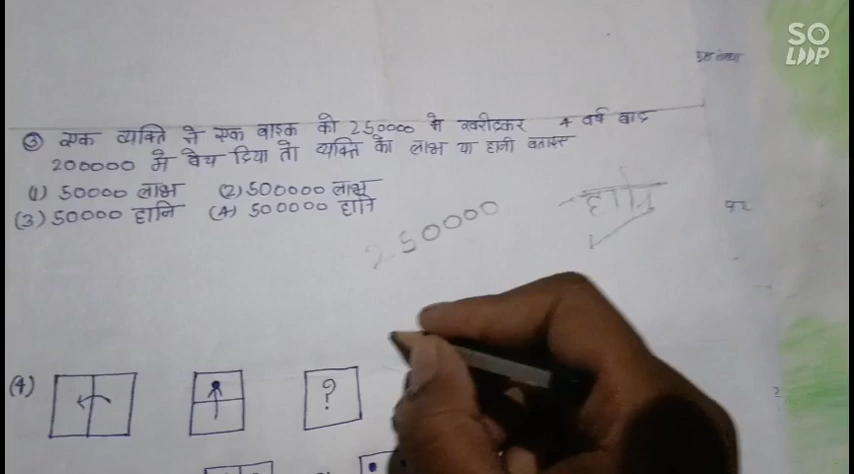 SO
LOOP
③ एक व्यक्ति ने एक बाइक को 250000 मे खरीदकर 4 वर्ष बाद
200000 में बेच दिया तो व्यक्ति को लाभ या हानी बताइए
(1) 50000 लाभ (2) 500000 लाभ
(3) 50000 हानि (4) 500000 हानि
हानि
250000
(4)
?